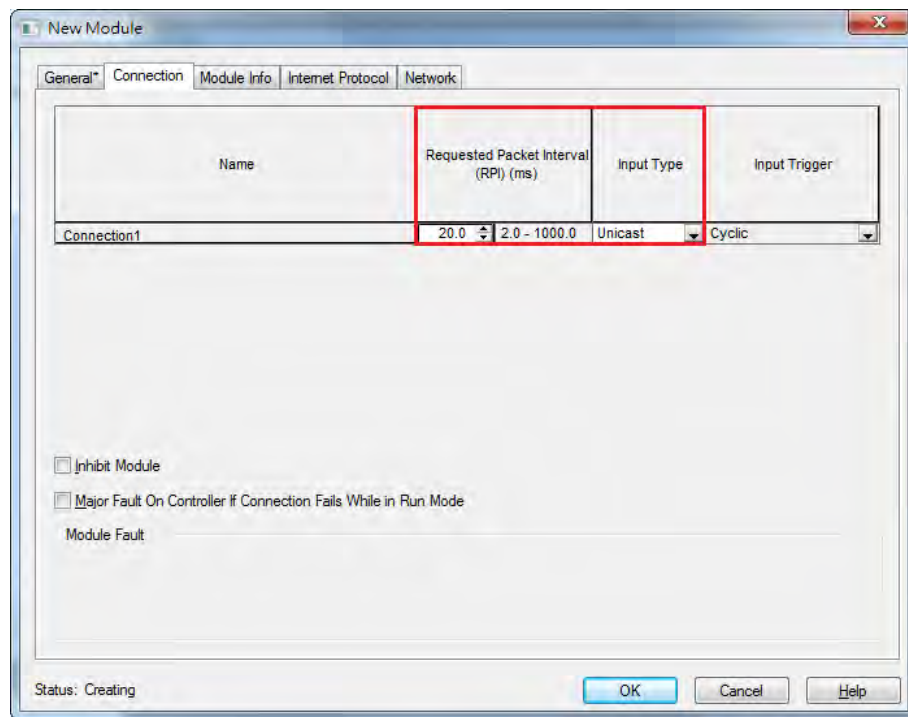 New Module
General* Connection Module Info Internet Protocol Network
Name Requested Packet Interval (RPI) (ms) Input Type Input Trigger
Connection1 20.0 2.0 - 1000.0 Unicast Cyclic
Inhibit Module
Major Fault On Controller If Connection Fails While in Run Mode
Module Fault
Status: Creating OK Cancel Help